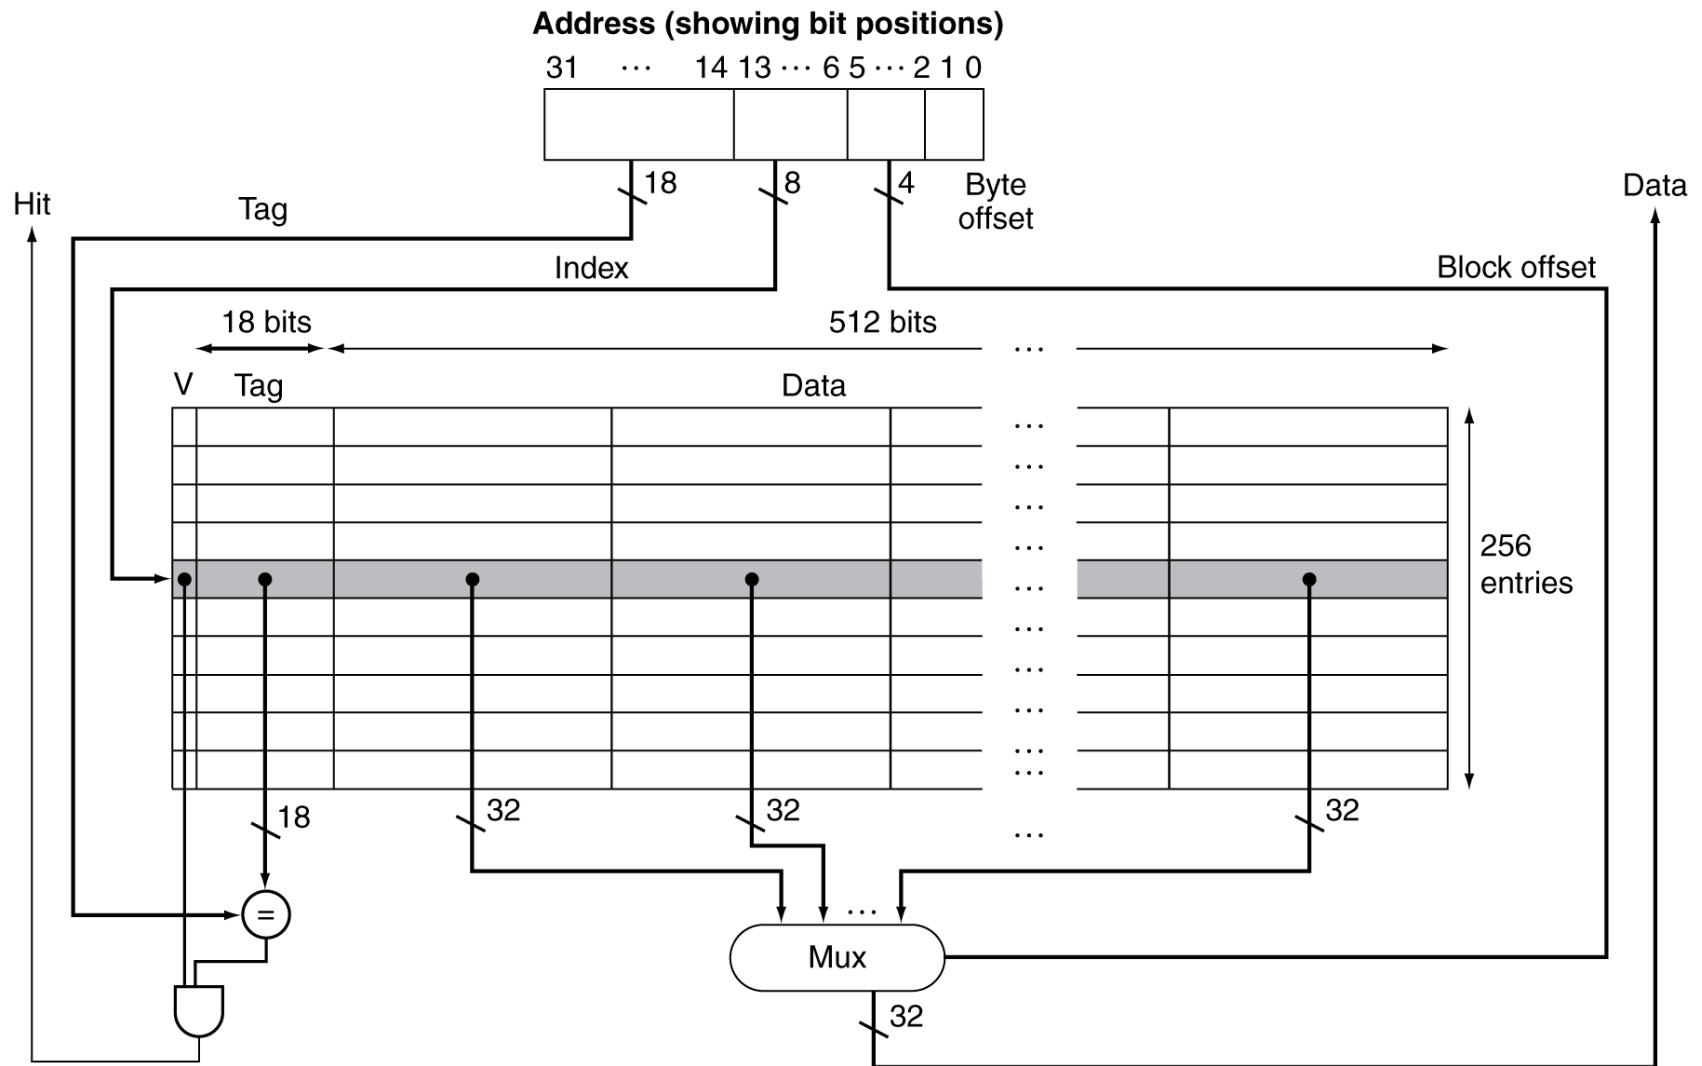 Address (showing bit positions)
31 ... 14 13 ... 6 5 ... 2 1 0
18
8
4
Byte
offset
Hit
Tag
Data
Index
Block offset
18 bits
512 bits
...
V
Tag
Data
...
...
...
...
...
...
...
...
...
...
256
entries
18
32
32
...
32
=
...
Mux
32